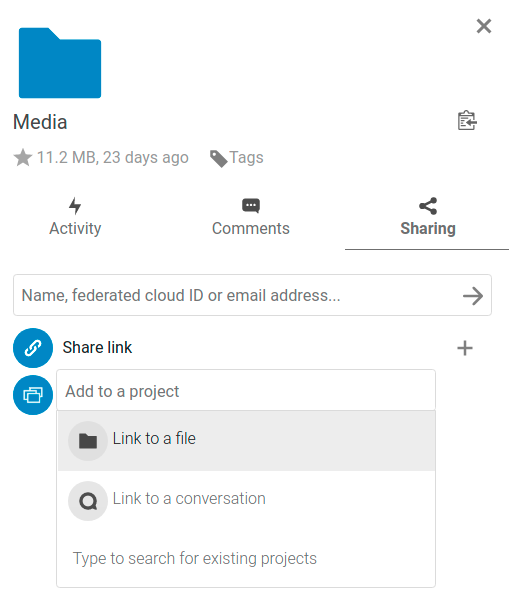 Media
11.2 MB, 23 days ago Tags
Activity Comments Sharing
Name, federated cloud ID or email address...
Share link
Add to a project
Link to a file
Link to a conversation
Type to search for existing projects